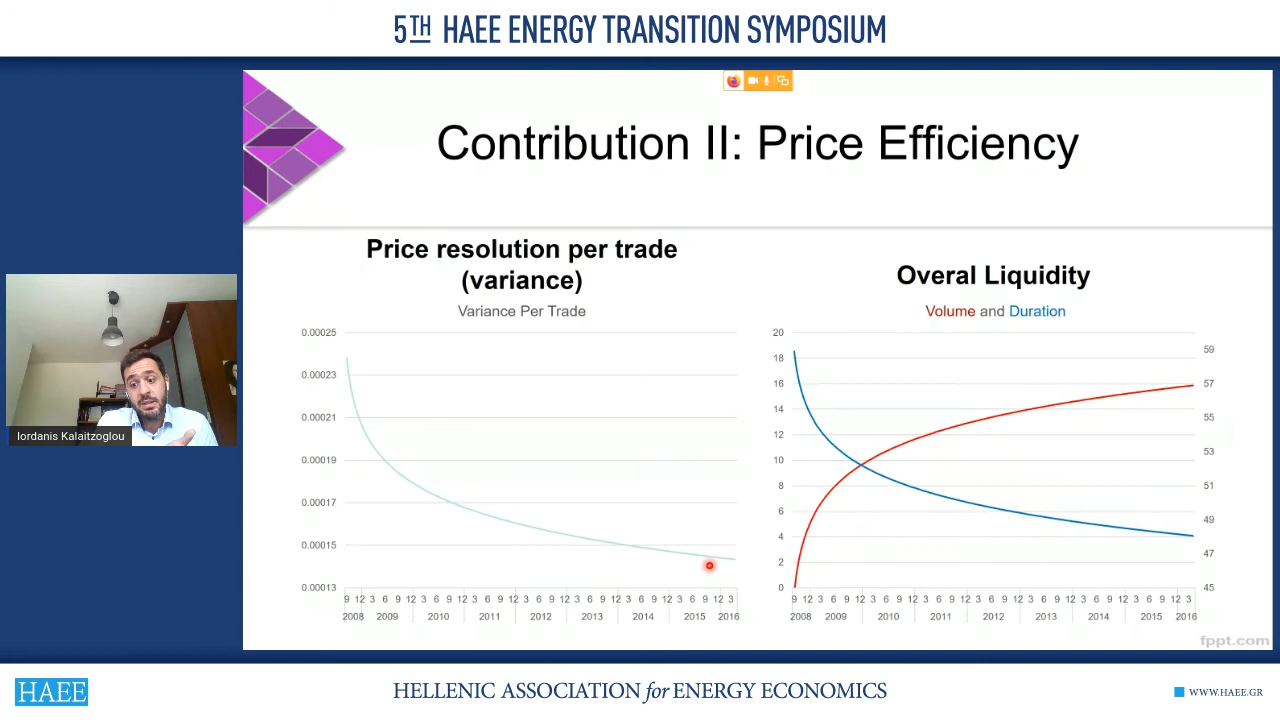 5TH HAEE ENERGY TRANSITION SYMPOSIUM
Contribution II: Price Efficiency
Price resolution per trade
(variance)
Variance Per Trade
0.00025
0.00023
0.00021
0.00019
0.00017
0.00015
0.00013
9 12 3 6 9 12 3 6 9 12 3 6 9 12 3 6 9 12 3 6 9 12 3 6 9 12 3 6 9 12 3
2008 2009 2010 2011 2012 2013 2014 2015 2016
Overal Liquidity
Volume and Duration
20
18
16
14
12
10
8
6
4
2
0
59
57
55
53
51
49
47
45
9 12 3 6 9 12 3 6 9 12 3 6 9 12 3 6 9 12 3 6 9 12 3 6 9 12 3 6 9 12 3
2008 2009 2010 2011 2012 2013 2014 2015 2016
fppt.com
Iordanis Kalaitzoglou
HAEE
HELLENIC ASSOCIATION for ENERGY ECONOMICS
WWW.HAEE.GR